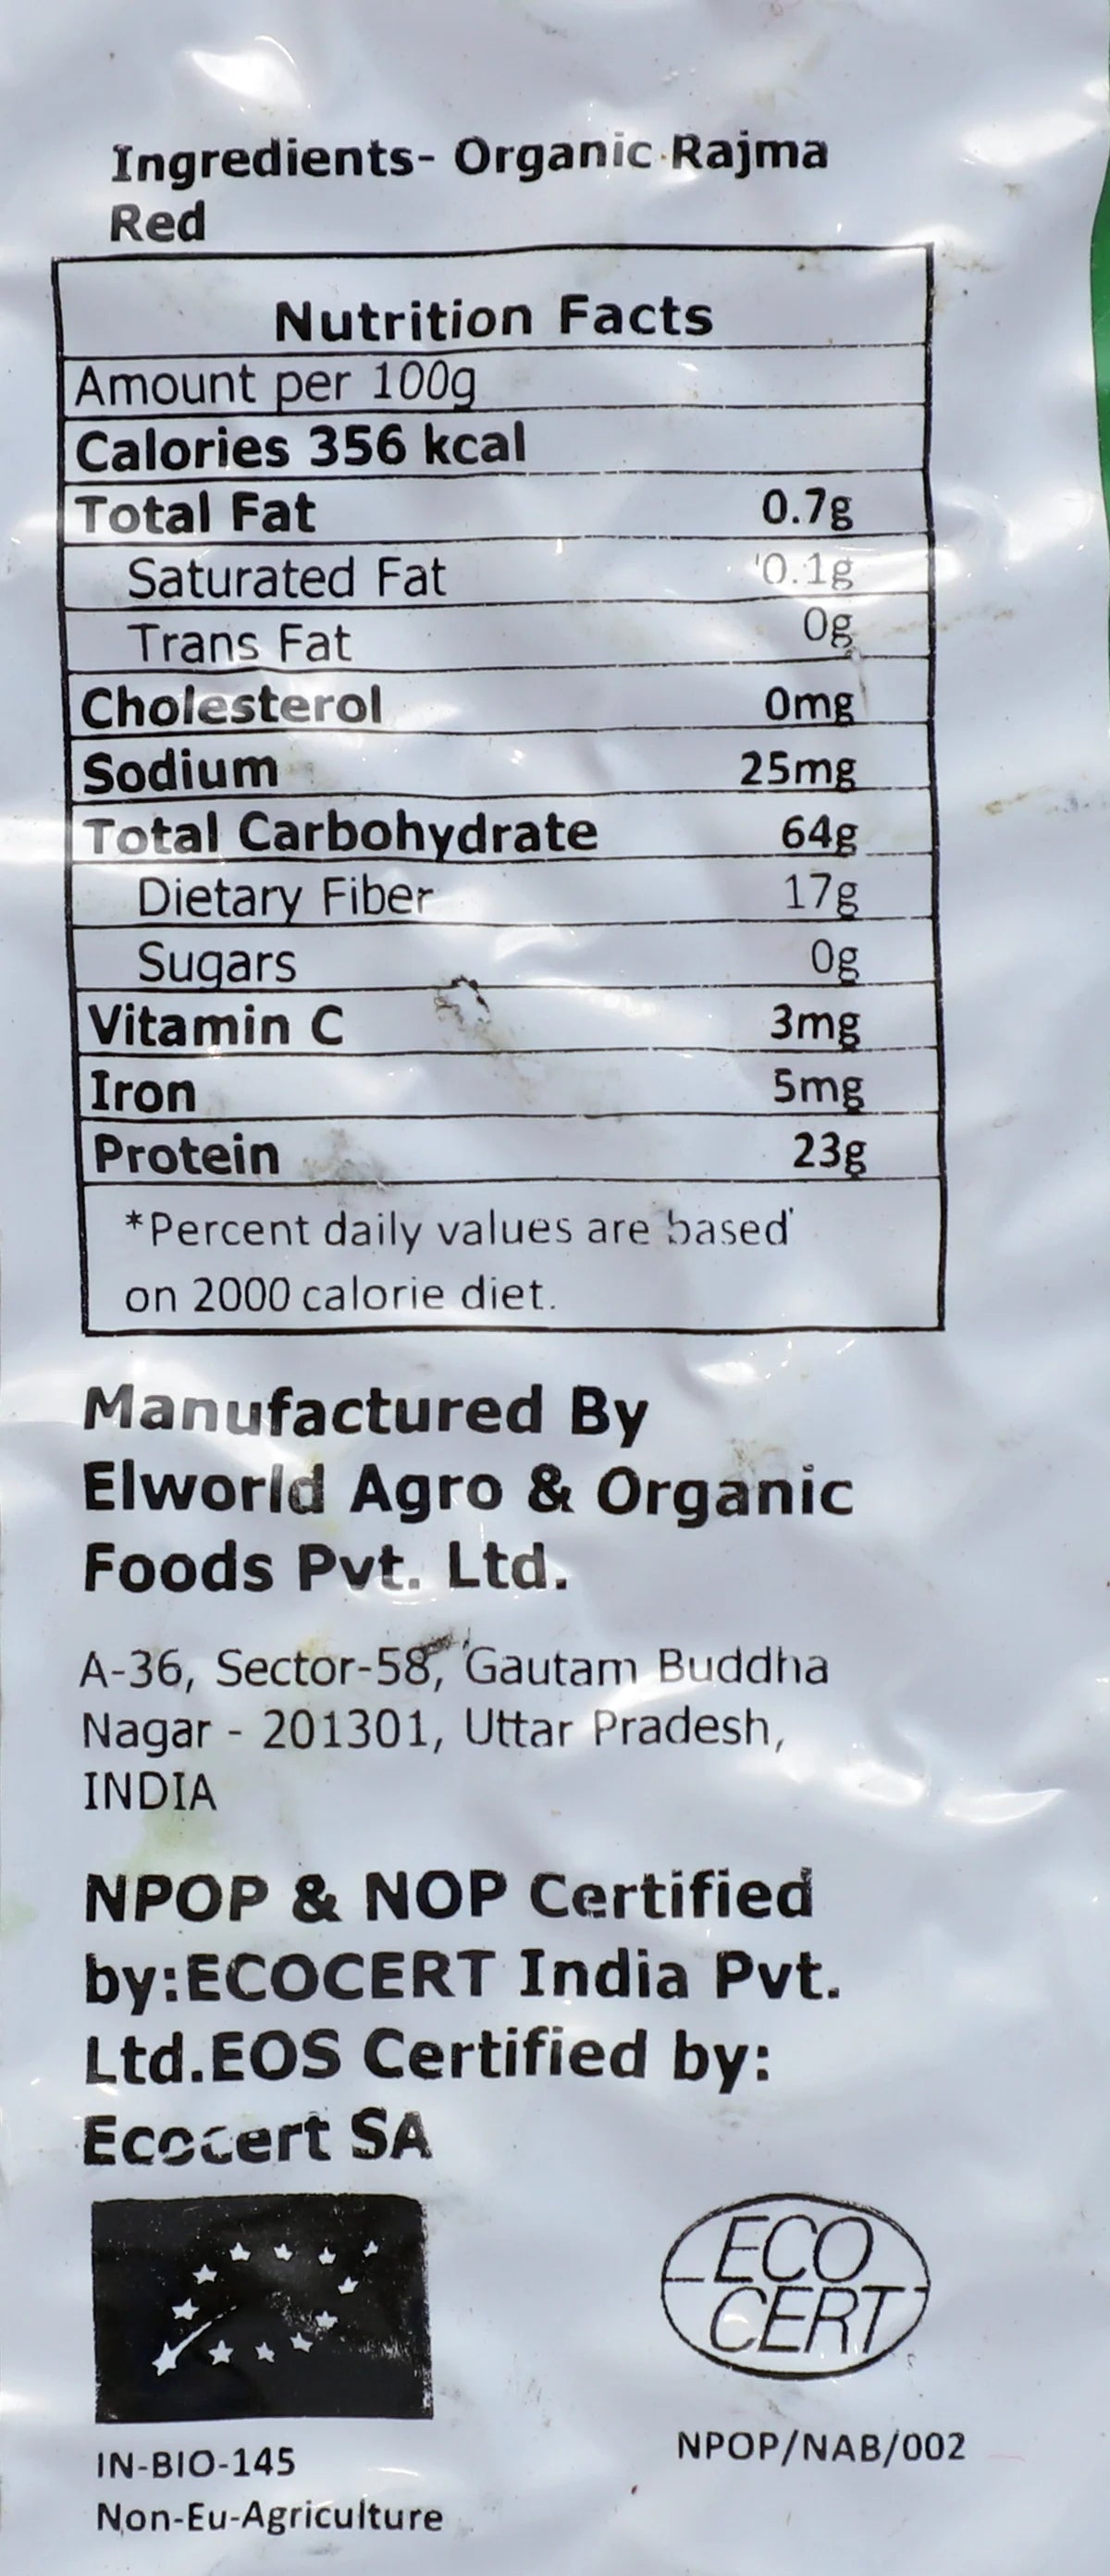 Ingredients- Organic Rajma
Red
Nutrition Facts
Amount per 100g
Calories 356 kcal
Total Fat 0.7g
Saturated Fat 0.1g
Trans Fat 0g
Cholesterol 0mg
Sodium 25mg
Total Carbohydrate 64g
Dietary Fiber 17g
Sugars 0g
Vitamin C 3mg
Iron 5mg
Protein 23g
*Percent daily values are based
on 2000 calorie diet.
Manufactured By
Elworld Agro & Organic
Foods Pvt. Ltd.
A-36, Sector-58, Gautam Buddha
Nagar - 201301, Uttar Pradesh,
INDIA
NPOP & NOP Certified
by:ECOCERT India Pvt.
Ltd.EOS Certified by:
Ecocert SA
ECO
CERT
IN-BIO-145
NPOP/NAB/002
Non-Eu-Agriculture